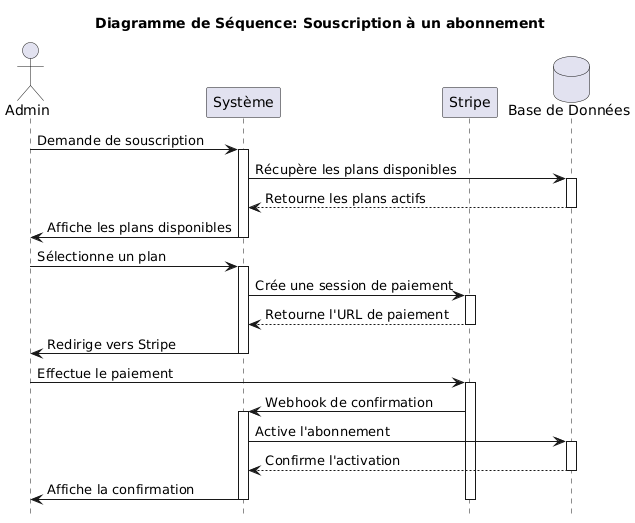 Diagramme de Séquence: Souscription à un abonnement
Admin
Système
Stripe
Base de Données
Demande de souscription
Récupère les plans disponibles
Retourne les plans actifs
Affiche les plans disponibles
Sélectionne un plan
Crée une session de paiement
Retourne l'URL de paiement
Redirige vers Stripe
Effectue le paiement
Webhook de confirmation
Active l'abonnement
Confirme l'activation
Affiche la confirmation